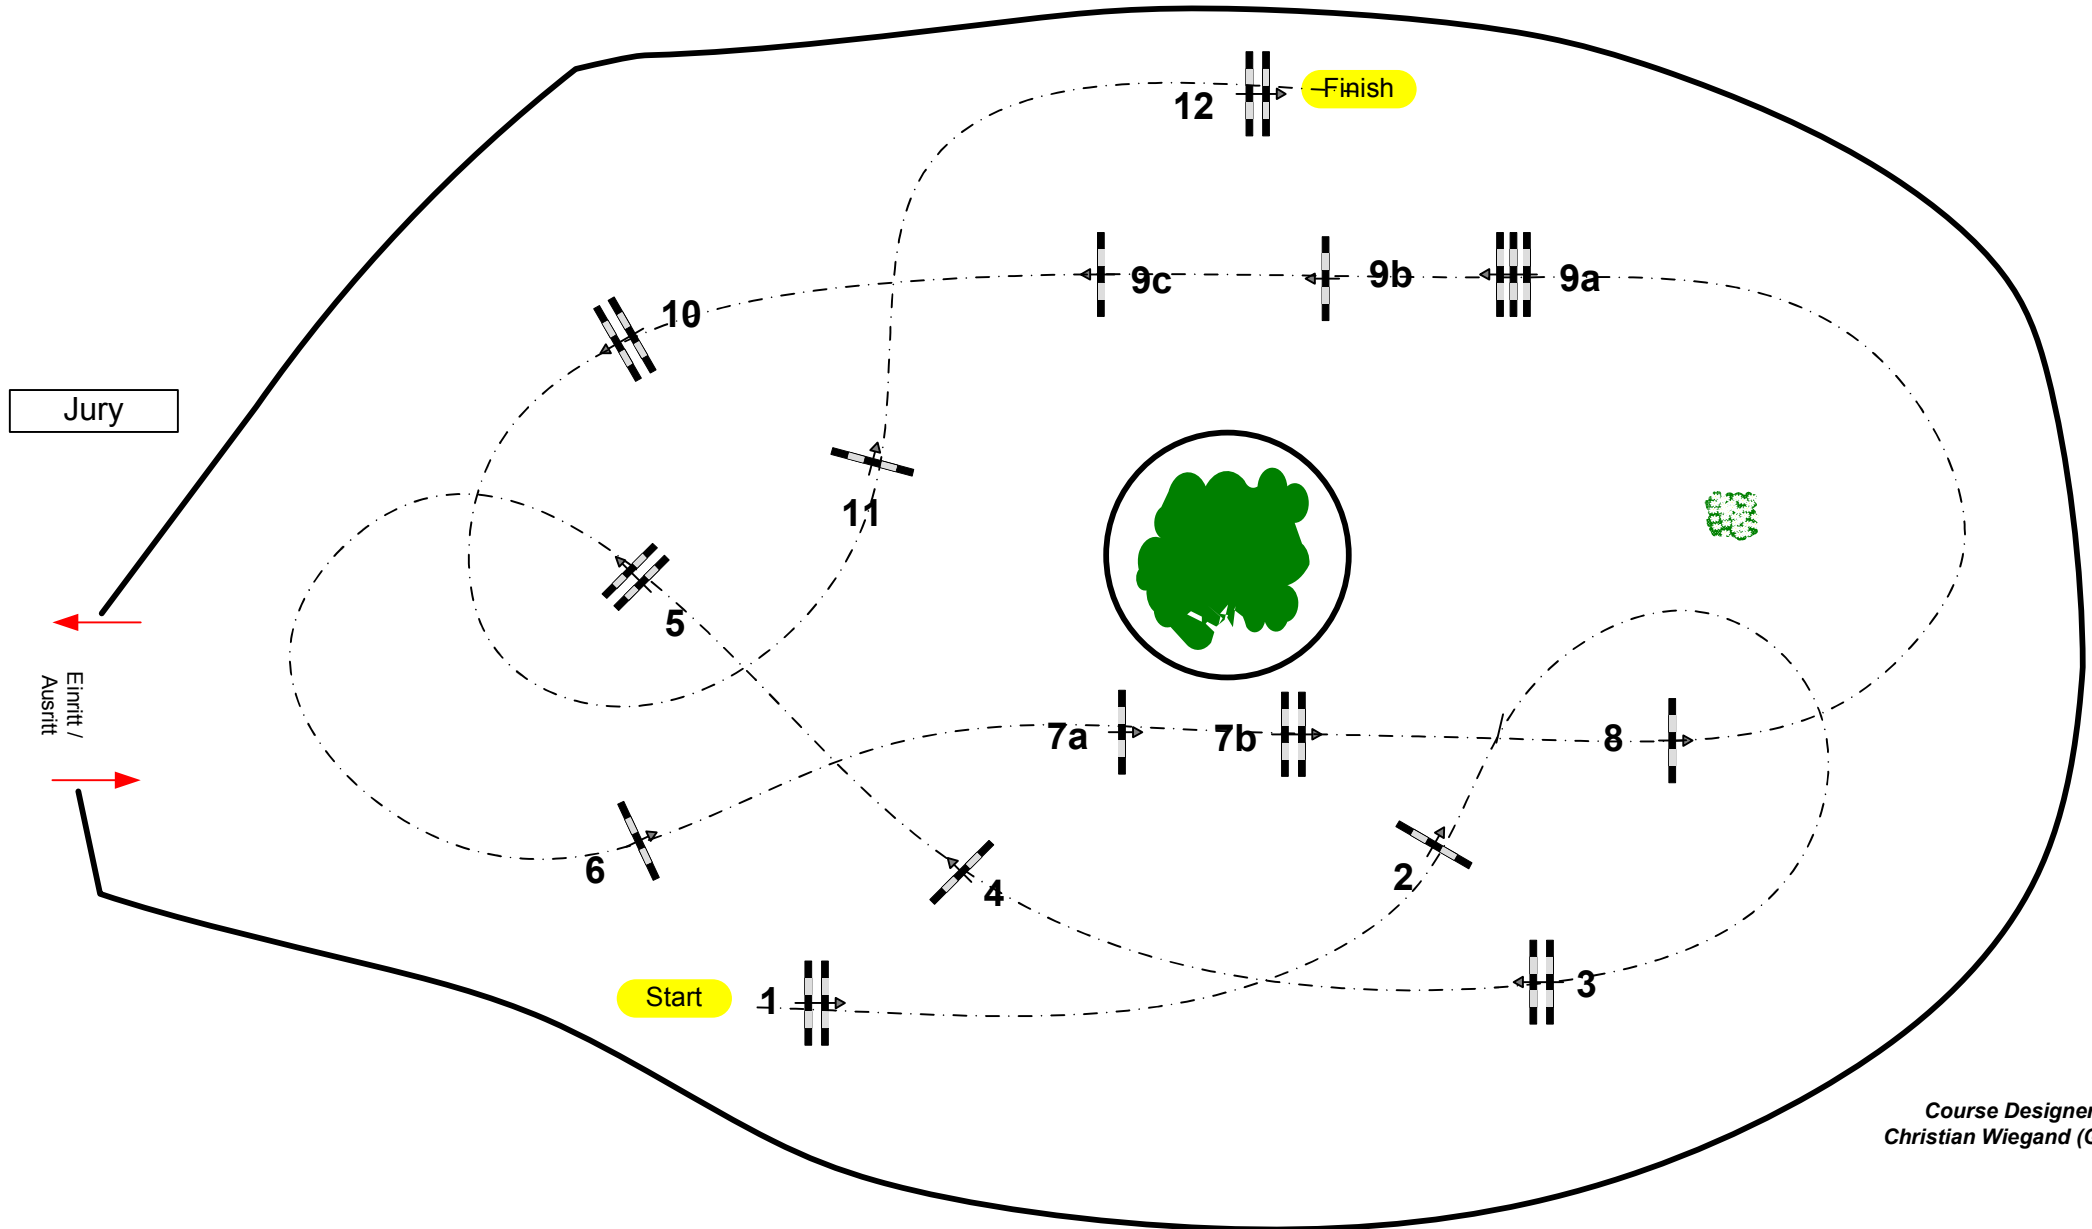 Finish
12
9c
9b
9a
10
Jury
11
5
Einritt /
Ausritt
7a
7b
8
6
4
2
Start
1
3
Course Designer
Christian Wiegand (